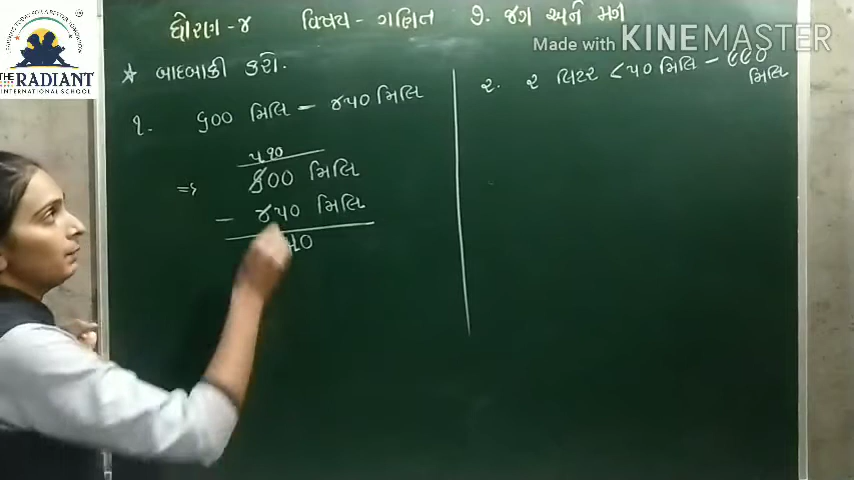 THE RADIANT
INTERNATIONAL SCHOOL
Made with KINEMASTER
ધોરણ - ૪ વિષય - ગણિત ૭. જગ અને મગ
★ બાદબાકી કરો.
૧. ૬૦૦ મિલિ - ૪૫૦ મિલિ
૫ ૧૦
=> ૬૦૦ મિલિ
- ૪૫૦ મિલિ
૫૦
૨. ૨ લિટર ૮૫૦ મિલિ - ૯૯૦
મિલિ